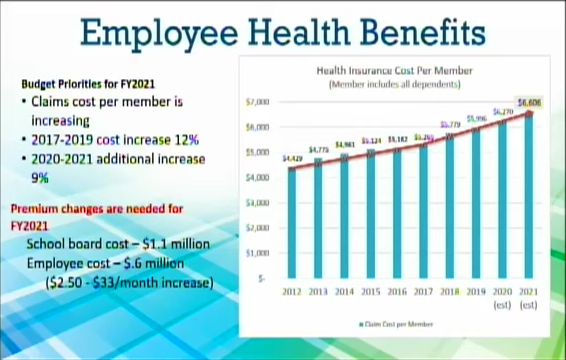 Employee Health Benefits
Budget Priorities for FY2021
• Claims cost per member is
increasing
• 2017-2019 cost increase 12%
• 2020-2021 additional increase
9%
Premium changes are needed for
FY2021
School board cost – $1.1 million
Employee cost – $.6 million
($2.50 - $33/month increase)
Health Insurance Cost Per Member
(Member includes all dependents)
$7,000
$6,000
$5,000
$4,000
$3,000
$2,000
$1,000
$-
$4,429 $4,775 $4,961 $5,124 $5,182 $5,779 $5,996 $6,270 $6,606
2012 2013 2014 2015 2016 2017 2018 2019 2020 2021
(est) (est)
Claim Cost per Member